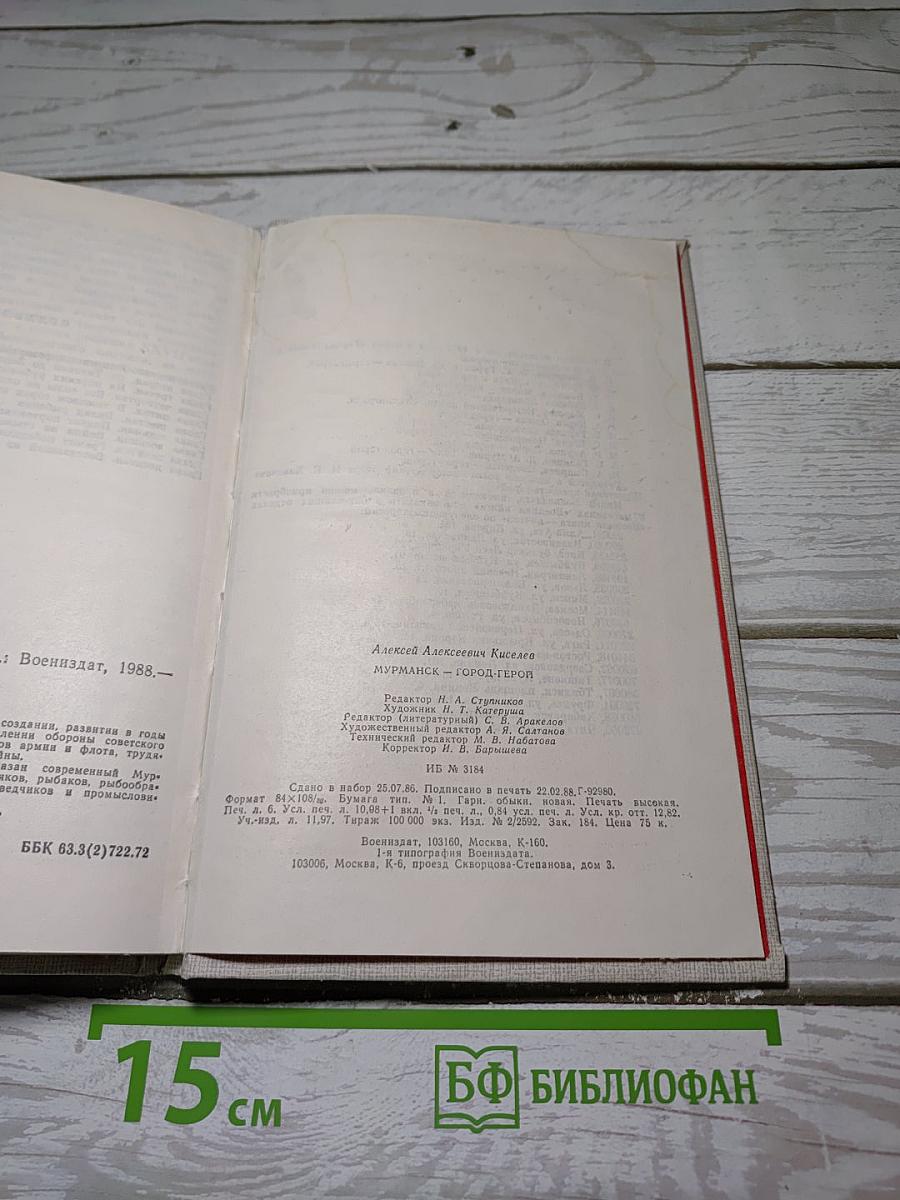 .: Воениздат, 1988.—
создании, развитии в годы
лении обороны советского
ов армии и флота, трудя-
йны.
азан современный Мур-
яков, рыбаков, рыбообра-
ведчиков и промыслови-
ББК 63.3(2)722.72
Алексей Алексеевич Киселев
МУРМАНСК — ГОРОД-ГЕРОЙ
Редактор Н. А. Ступников
Художник Н. Т. Катеруша
Редактор (литературный) С. В. Аракелов
Художественный редактор А. Я. Салтанов
Технический редактор М. В. Набатова
Корректор И. В. Барышева
ИБ № 3184
Сдано в набор 25.07.86. Подписано в печать 22.02.88. Г-92980.
Формат 84×108/₃₂. Бумага тип. № 1. Гарн. обыкн. новая. Печать высокая.
Печ. л. 6. Усл. печ. л. 10,08+1 вкл. ¹/₂ печ. л., 0,84 усл. печ. л. Усл. кр. отт. 12,82.
Уч.-изд. л. 11,97. Тираж 100 000 экз. Изд. № 2/2592. Зак. 184. Цена 75 к.
Воениздат, 103160, Москва, К-160.
1-я типография Воениздата.
103006, Москва, К-6, проезд Скворцова-Степанова, дом 3.
15 см
БФ БИБЛИОФАН